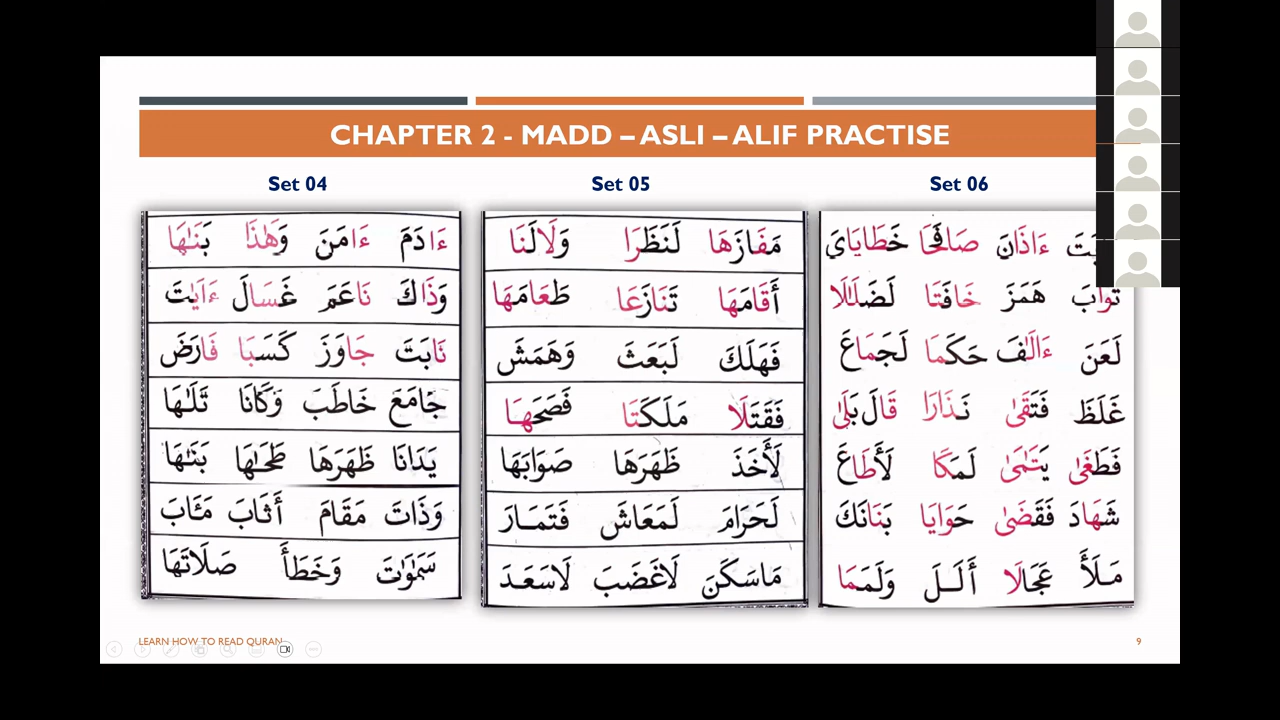 CHAPTER 2 - MADD – ASLI – ALIF PRACTISE
Set 04
ءَادَمَ ءَامَنَ وَهَٰذَا بَنَىٰهَا
وَذَاكَ نَاعَمَ غَسَالَ ءَايَٰتَ
نَابَتَ جَاوَزَ كَسَبَا فَارَضَ
جَامَعَ خَاطَبَ وَكَانَا تَلَىٰهَا
يَدَانَا ظَهَرَهَا طَحَىٰهَا بَنَىٰهَا
وَذَاتَ مَقَامَ أَثَابَ مَـَٔابَ
سَمَٰوَٰتَ وَخَطَأَ صَلَاتَهَا
Set 05
مَفَازَهَا لَنَظَرَا وَلَالَنَا
أَقَامَهَا تَنَازَعَا طَعَامَهَا
فَهَلَكَ لَبَعَثَ وَهَمَشَ
فَقَتَلَا مَلَكَتَا فَصَحَهَا
لَأَخَذَ ظَهَرَهَا صَوَابَهَا
لَحَرَامَ لَمَعَاشَ فَتَمَارَ
مَاسَكَنَ لَاغَضَبَ لَاسَعَدَ
Set 06
ءَاذَانَ صَافَحَا خَطَايَايَ
تَوَابَ هَمَزَ خَافَتَا لَضَلَٰلَا
لَعَنَ ءَالَٰفَ حَكَمَا لَجَمَاعَ
غَلَظَ فَتَقَىٰ نَذَارَا قَالَ بَلَىٰ
فَطَغَىٰ يَتَٰمَىٰ لَمَكَا لَأَطَاعَ
شَهَادَ فَقَضَىٰ حَوَايَا بَنَانَكَ
مَلَأَ عَجَالَا أَلَلَ وَلَمَمَا
LEARN HOW TO READ QURAN
9